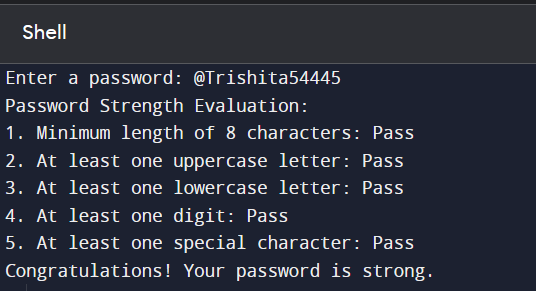 Shell
Enter a password: @Trishita54445
Password Strength Evaluation:
1. Minimum length of 8 characters: Pass
2. At least one uppercase letter: Pass
3. At least one lowercase letter: Pass
4. At least one digit: Pass
5. At least one special character: Pass
Congratulations! Your password is strong.